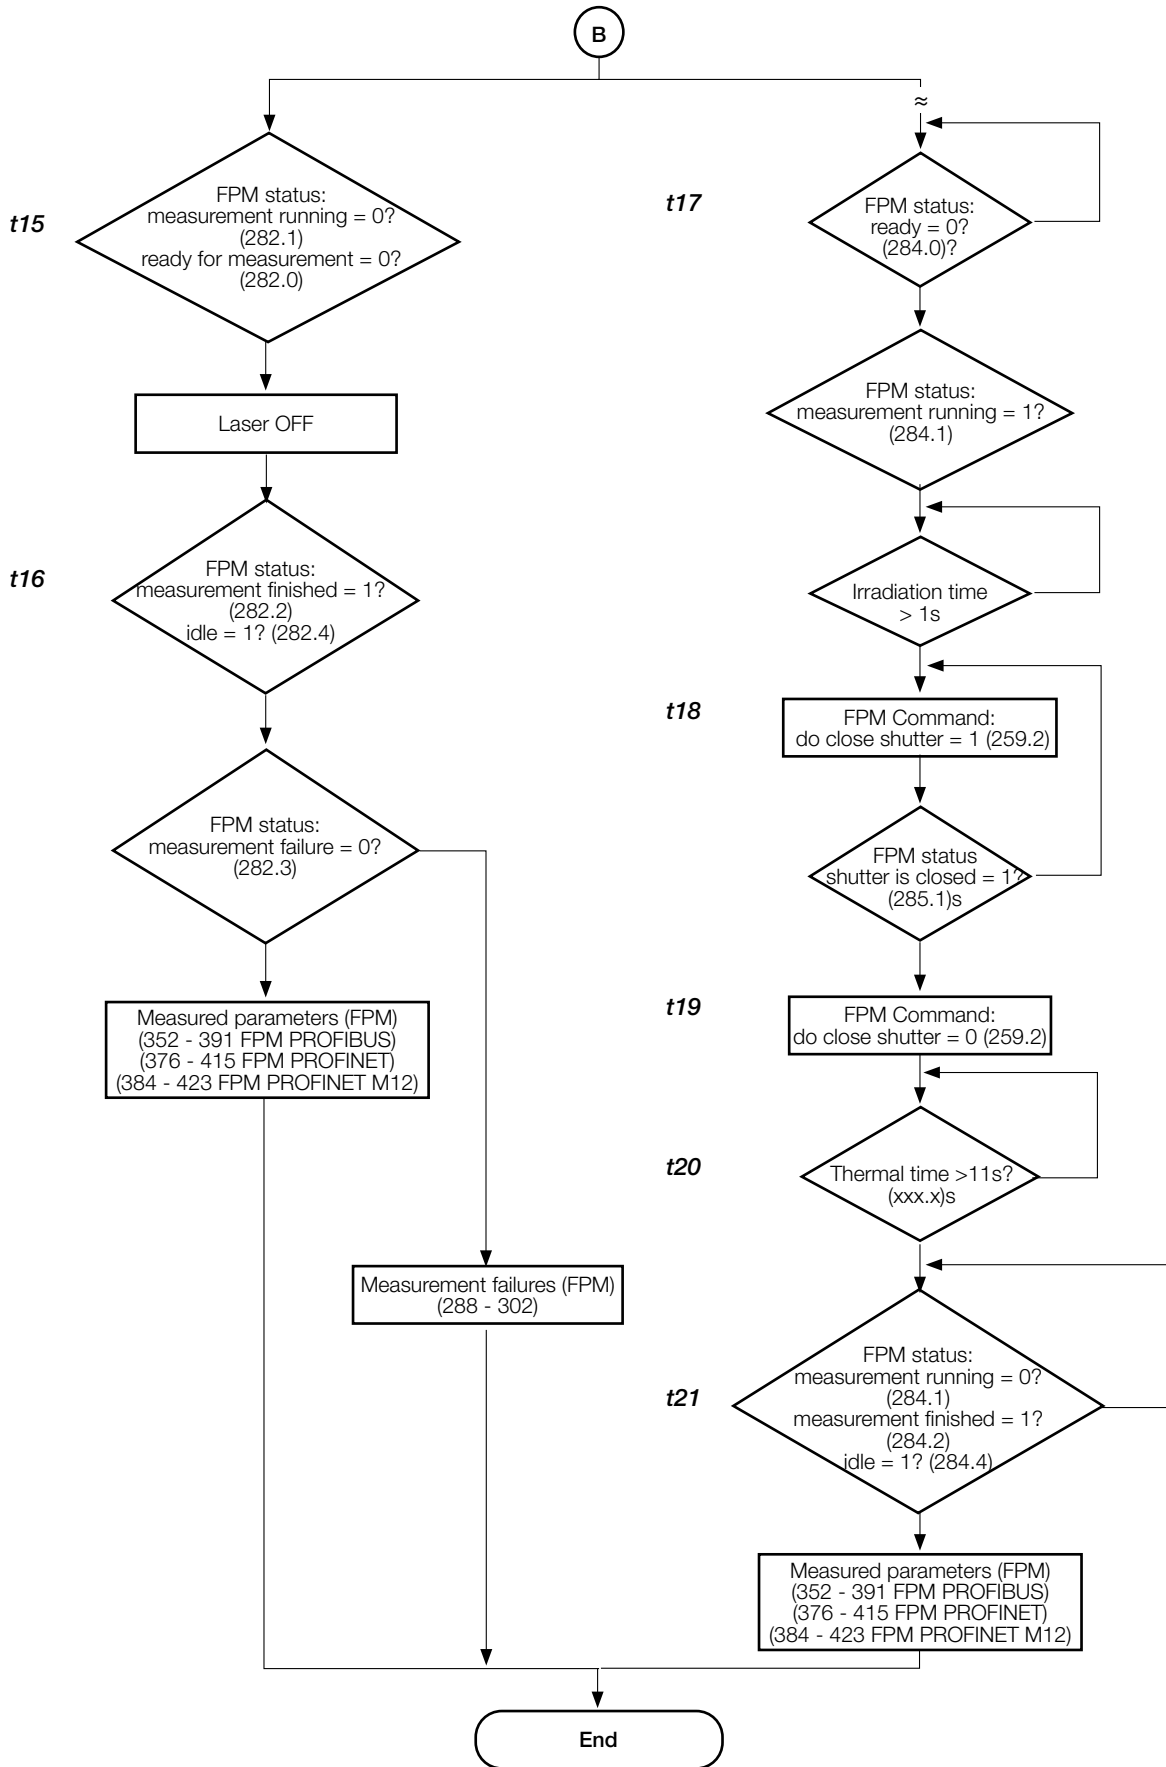 B
≈
t15
FPM status:
measurement running = 0?
(282.1)
ready for measurement = 0?
(282.0)
Laser OFF
t16
FPM status:
measurement finished = 1?
(282.2)
idle = 1? (282.4)
FPM status:
measurement failure = 0?
(282.3)
Measured parameters (FPM)
(352 - 391 FPM PROFIBUS)
(376 - 415 FPM PROFINET)
(384 - 423 FPM PROFINET M12)
Measurement failures (FPM)
(288 - 302)
t17
FPM status:
ready = 0?
(284.0)?
FPM status:
measurement running = 1?
(284.1)
Irradiation time
> 1s
t18
FPM Command:
do close shutter = 1 (259.2)
FPM status
shutter is closed = 1?
(285.1)s
t19
FPM Command:
do close shutter = 0 (259.2)
t20
Thermal time >11s?
(xxx.x)s
t21
FPM status:
measurement running = 0?
(284.1)
measurement finished = 1?
(284.2)
idle = 1? (284.4)
Measured parameters (FPM)
(352 - 391 FPM PROFIBUS)
(376 - 415 FPM PROFINET)
(384 - 423 FPM PROFINET M12)
End